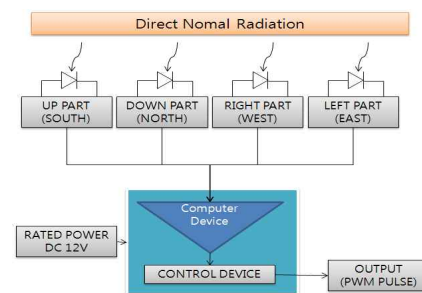 Direct Nomal Radiation
UP PART
(SOUTH)
DOWN PART
(NORTH)
RIGHT PART
(WEST)
LEFT PART
(EAST)
Computer
Device
RATED POWER
DC 12V
CONTROL DEVICE
OUTPUT
(PWM PULSE)